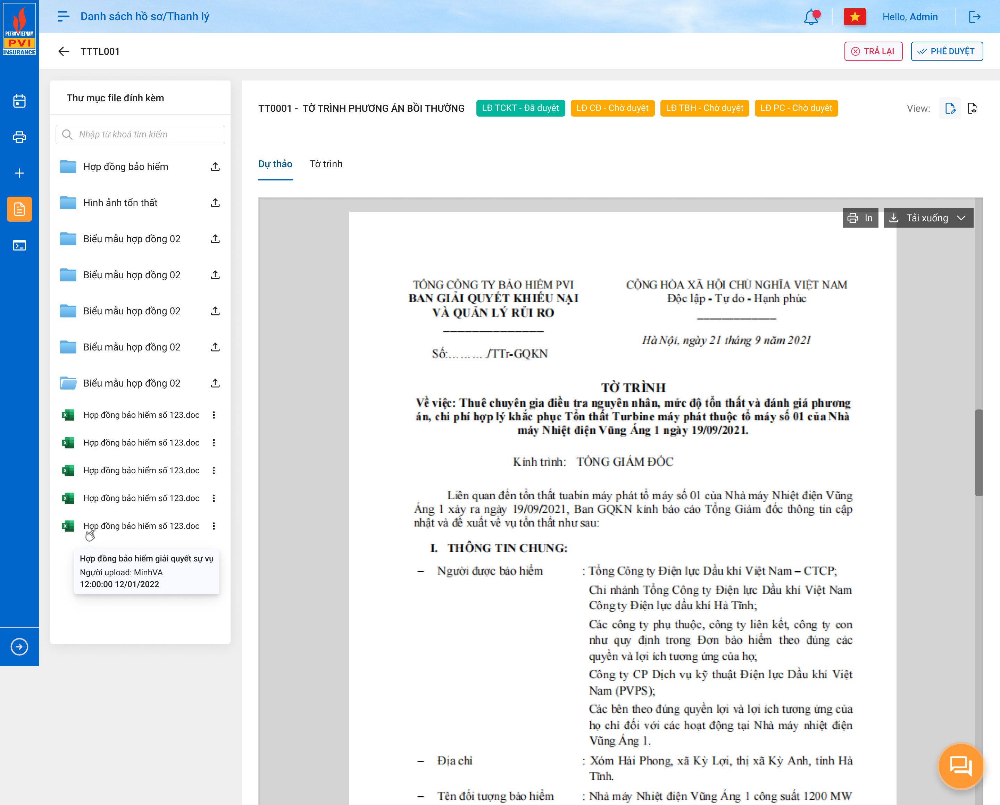 PETROVIETNAM
PVI
INSURANCE
Danh sách hồ sơ/Thanh lý
Hello, Admin
TTTL001
TRẢ LẠI
PHÊ DUYỆT
Thư mục file đính kèm
Nhập từ khoá tìm kiếm
Hợp đồng bảo hiểm
Hình ảnh tổn thất
Biểu mẫu hợp đồng 02
Biểu mẫu hợp đồng 02
Biểu mẫu hợp đồng 02
Biểu mẫu hợp đồng 02
Biểu mẫu hợp đồng 02
X Hợp đồng bảo hiểm số 123.doc
X Hợp đồng bảo hiểm số 123.doc
X Hợp đồng bảo hiểm số 123.doc
X Hợp đồng bảo hiểm số 123.doc
X Hợp đồng bảo hiểm số 123.doc
Hợp đồng bảo hiểm giải quyết sự vụ
Người upload: MinhVA
12:00:00 12/01/2022
TT0001 - TỜ TRÌNH PHƯƠNG ÁN BỒI THƯỜNG
LĐ TCKT - Đã duyệt
LĐ CĐ - Chờ duyệt
LĐ TBH - Chờ duyệt
LĐ PC - Chờ duyệt
View:
Dự thảo
Tờ trình
In
Tải xuống
TỔNG CÔNG TY BẢO HIỂM PVI
BAN GIẢI QUYẾT KHIẾU NẠI
VÀ QUẢN LÝ RỦI RO
Số:………./TTr-GQKN
CỘNG HÒA XÃ HỘI CHỦ NGHĨA VIỆT NAM
Độc lập - Tự do - Hạnh phúc
Hà Nội, ngày 21 tháng 9 năm 2021
TỜ TRÌNH
Về việc: Thuê chuyên gia điều tra nguyên nhân, mức độ tổn thất và đánh giá phương
án, chi phí hợp lý khắc phục Tổn thất Turbine máy phát thuộc tổ máy số 01 của Nhà
máy Nhiệt điện Vũng Áng 1 ngày 19/09/2021.
Kính trình: TỔNG GIÁM ĐỐC
Liên quan đến tổn thất tuabin máy phát tổ máy số 01 của Nhà máy Nhiệt điện Vũng
Áng 1 xảy ra ngày 19/09/2021, Ban GQKN kính báo cáo Tổng Giám đốc thông tin cập
nhật và đề xuất về vụ tổn thất như sau:
I. THÔNG TIN CHUNG:
– Người được bảo hiểm : Tổng Công ty Điện lực Dầu khí Việt Nam – CTCP;
Chi nhánh Tổng Công ty Điện lực Dầu khí Việt Nam
Công ty Điện lực dầu khí Hà Tĩnh;
Các công ty phụ thuộc, công ty liên kết, công ty con
như quy định trong Đơn bảo hiểm theo đúng các
quyền và lợi ích tương ứng của họ;
Công ty CP Dịch vụ kỹ thuật Điện lực Dầu khí Việt
Nam (PVPS);
Các bên theo đúng quyền lợi và lợi ích tương ứng của
họ chỉ đối với các hoạt động tại Nhà máy nhiệt điện
Vũng Áng 1.
– Địa chỉ : Xóm Hải Phong, xã Kỳ Lợi, thị xã Kỳ Anh, tỉnh Hà
Tĩnh.
– Tên đối tượng bảo hiểm : Nhà máy Nhiệt điện Vũng Áng 1 công suất 1200 MW